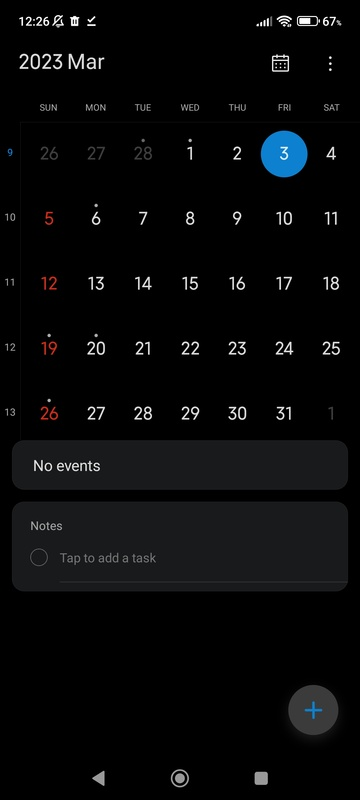 12:26 67%
2023 Mar
SUN MON TUE WED THU FRI SAT
9 26 27 28 1 2 3 4
10 5 6 7 8 9 10 11
11 12 13 14 15 16 17 18
12 19 20 21 22 23 24 25
13 26 27 28 29 30 31 1
No events
Notes
Tap to add a task